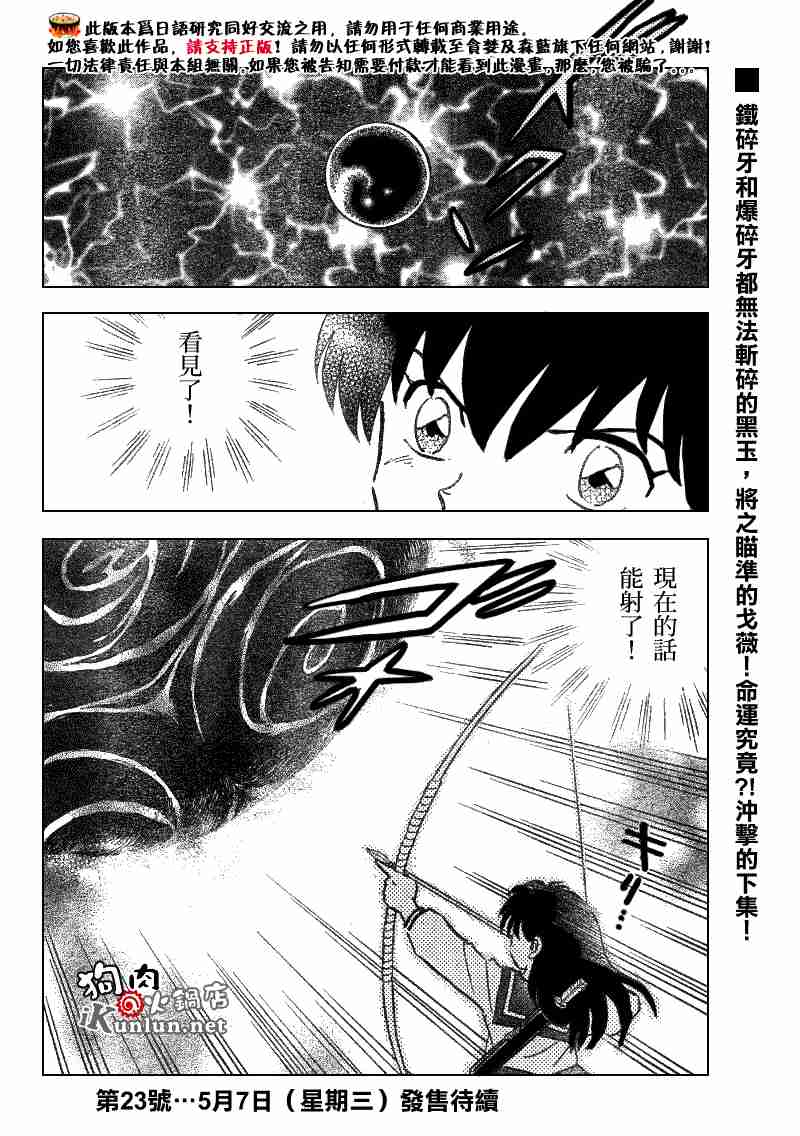 此版本爲日語研究同好交流之用，請勿用于任何商業用途，
如您喜歡此作品，請支持正版！請勿以任何形式轉載至貪婪及森藍旗下任何網站，謝謝！
一切法律責任與本組無關，如果您被告知需要付款才能看到此漫畫，那麼，您被騙了...
■鐵碎牙和爆碎牙都無法斬碎的黑玉，將之瞄準的戈薇！命運究竟?!沖擊的下集！
看見了！
現在的話
能射了！
キッ
狗肉
火鍋店
iKunlun.net
第23號…5月7日（星期三）發售待續